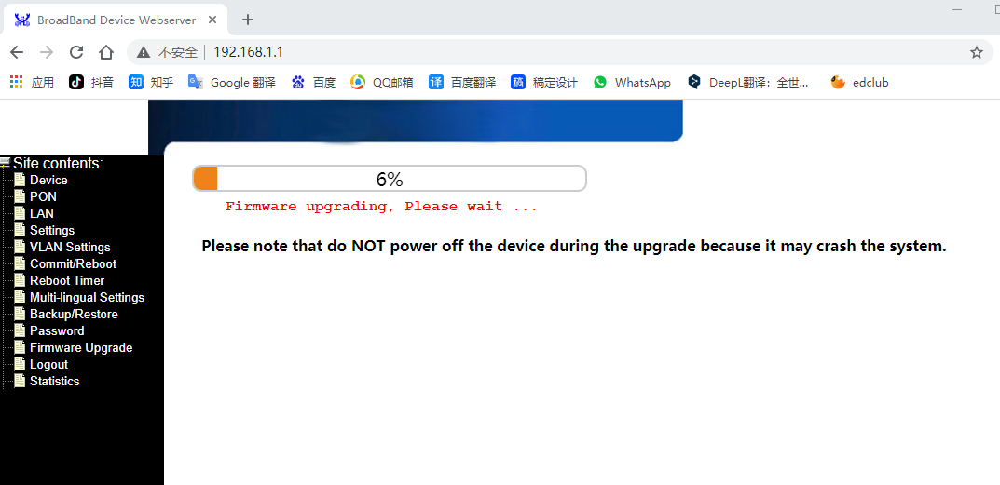 BroadBand Device Webserver
不安全 192.168.1.1
应用 抖音 知乎 Google 翻译 百度 QQ邮箱 百度翻译 稿定设计 WhatsApp DeepL翻译：全世... edclub
6%
Firmware upgrading, Please wait ...
Please note that do NOT power off the device during the upgrade because it may crash the system.
Site contents:
Device
PON
LAN
Settings
VLAN Settings
Commit/Reboot
Reboot Timer
Multi-lingual Settings
Backup/Restore
Password
Firmware Upgrade
Logout
Statistics